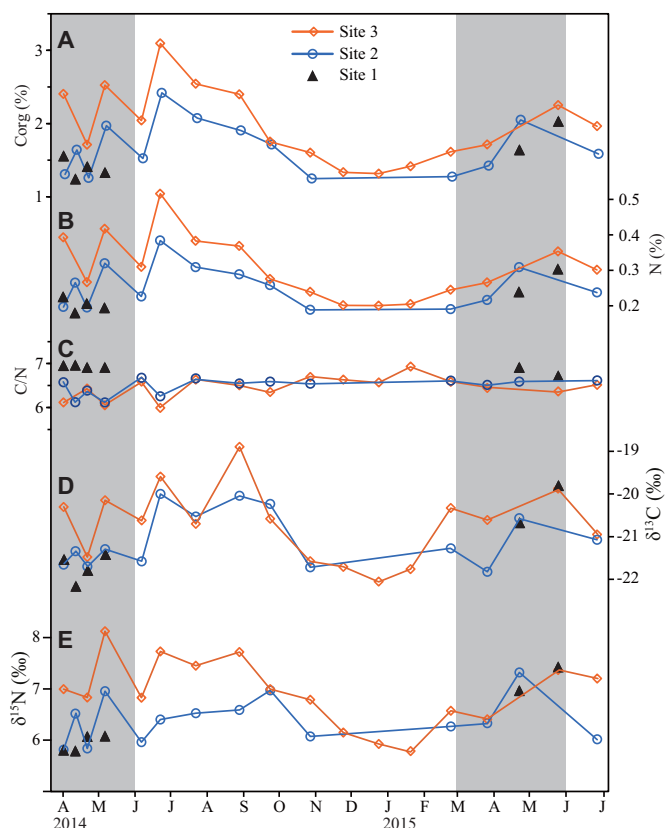 A
Site 3
Site 2
Site 1
3
2
1
Corg (%)
B
0.5
0.4
0.3
0.2
N (%)
C
7
6
C/N
D
-19
-20
-21
-22
δ13C (‰)
E
8
7
6
δ15N (‰)
A M J J A S O N D J F M A M J J
2014 2015